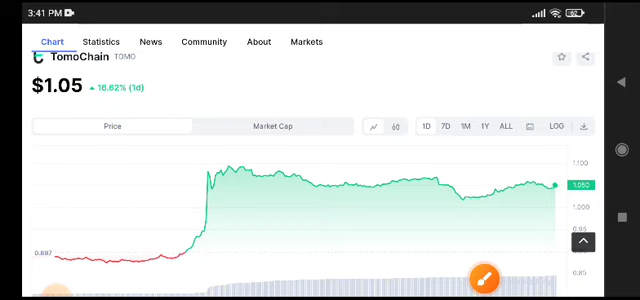 3:41 PM 62
Chart Statistics News Community About Markets
TomoChain TOMO
$1.05 ▲ 16.62% (1d)
Price Market Cap 1D 7D 1M 1Y ALL LOG
1.100
1.050
1.000
0.95
0.897
0.85